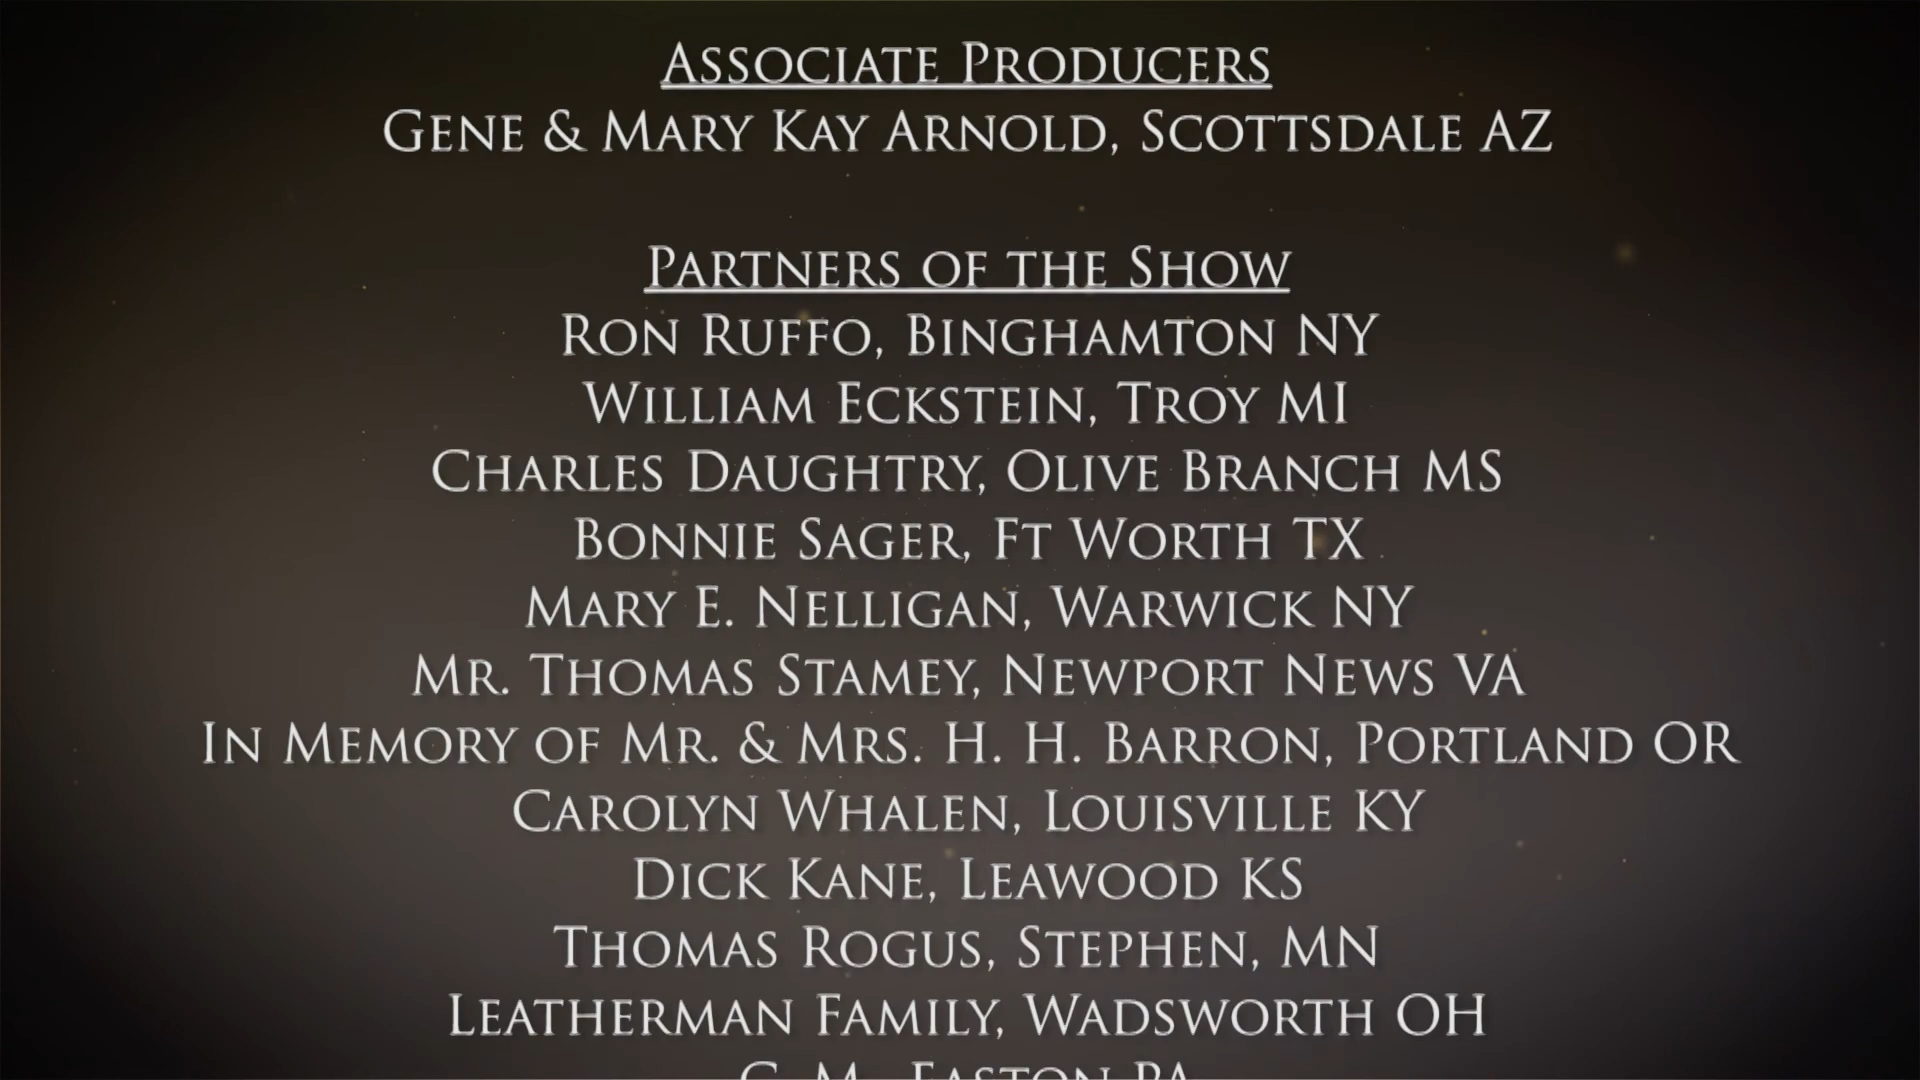 Associate Producers
Gene & Mary Kay Arnold, Scottsdale AZ
Partners of the Show
Ron Ruffo, Binghamton NY
William Eckstein, Troy MI
Charles Daughtry, Olive Branch MS
Bonnie Sager, Ft Worth TX
Mary E. Nelligan, Warwick NY
Mr. Thomas Stamey, Newport News VA
In Memory of Mr. & Mrs. H. H. Barron, Portland OR
Carolyn Whalen, Louisville KY
Dick Kane, Leawood KS
Thomas Rogus, Stephen, MN
Leatherman Family, Wadsworth OH
Easton PA